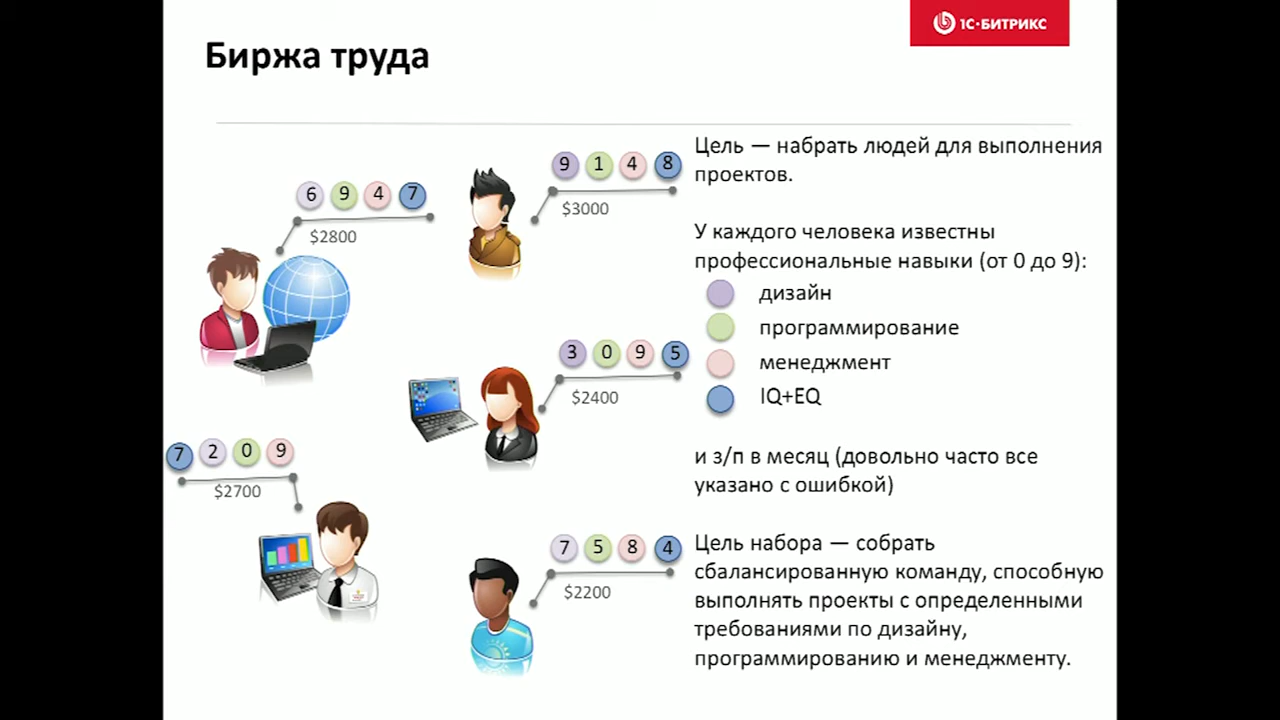 1С·БИТРИКС
Биржа труда
6 9 4 7
$2800
9 1 4 8
$3000
3 0 9 5
$2400
7 2 0 9
$2700
7 5 8 4
$2200
Цель — набрать людей для выполнения
проектов.
У каждого человека известны
профессиональные навыки (от 0 до 9):
дизайн
программирование
менеджмент
IQ+EQ
и з/п в месяц (довольно часто все
указано с ошибкой)
Цель набора — собрать
сбалансированную команду, способную
выполнять проекты с определенными
требованиями по дизайну,
программированию и менеджменту.